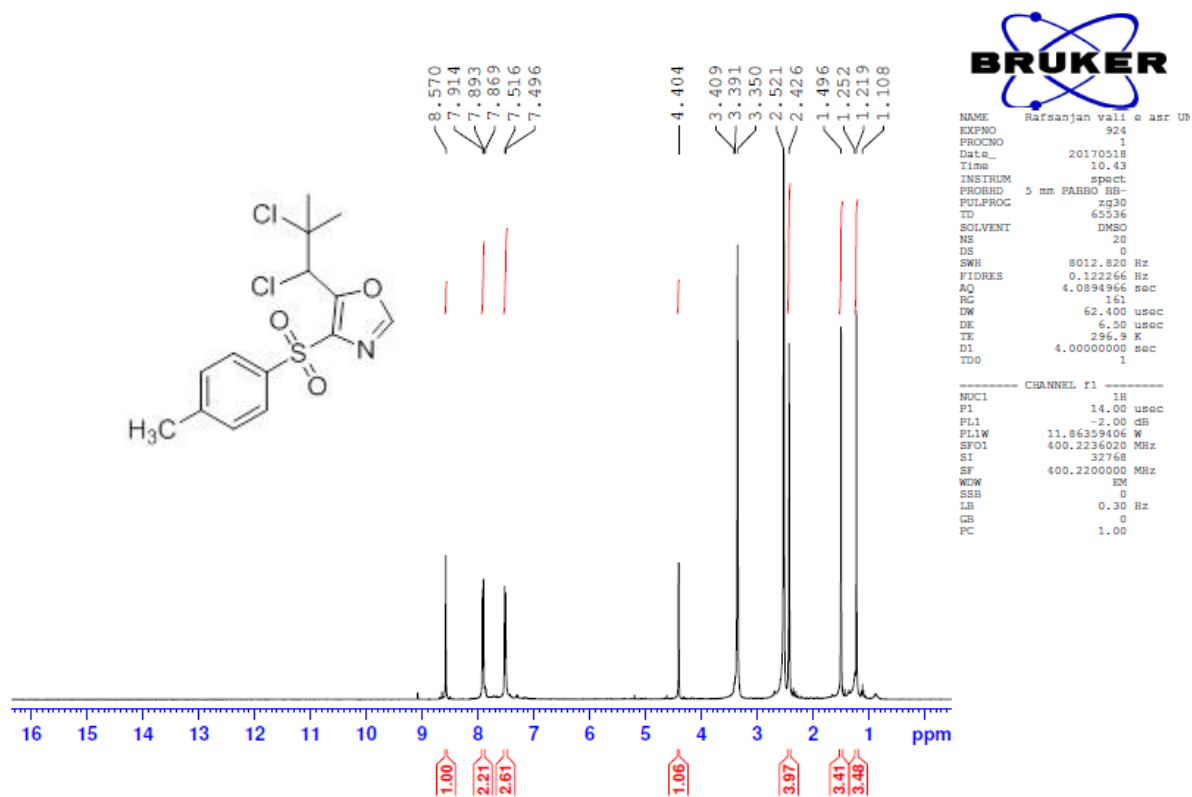 BRUKER
8.570
7.914
7.893
7.869
7.516
7.496
4.404
3.409
3.391
3.350
2.521
2.426
1.496
1.252
1.219
1.108
NAME Rafsanjan vali e asr UN
EXPNO 924
PROCNO 1
Date_ 20170518
Time 10.43
INSTRUM spect
PROBHD 5 mm PABBO BB-
PULPROG zg30
TD 65536
SOLVENT DMSO
NS 20
DS 0
SWH 8012.820 Hz
FIDRES 0.122266 Hz
AQ 4.0894966 sec
RG 161
DW 62.400 usec
DE 6.50 usec
TE 296.9 K
D1 4.00000000 sec
TD0 1
======== CHANNEL f1 ========
NUC1 1H
P1 14.00 usec
PL1 -2.00 dB
PL1W 11.86359406 W
SFO1 400.2236020 MHz
SI 32768
SF 400.2200000 MHz
WDW EM
SSB 0
LB 0.30 Hz
GB 0
PC 1.00
Cl
Cl
O
O
S
N
O
H3C
16 15 14 13 12 11 10 9 8 7 6 5 4 3 2 1 ppm
1.00
2.21
2.61
1.06
3.97
3.41
3.48